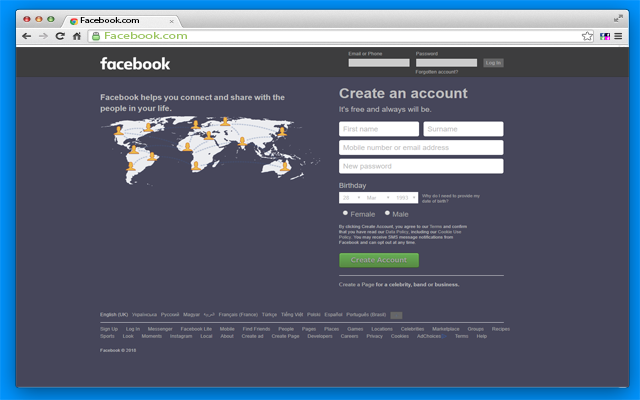 Facebook.com
Facebook.com
facebook
Email or Phone
Password
Log In
Forgotten account?
Facebook helps you connect and share with the
people in your life.
Create an account
It's free and always will be.
First name
Surname
Mobile number or email address
New password
Birthday
28 Mar 1993
Why do I need to provide my
date of birth?
Female Male
By clicking Create Account, you agree to our Terms and confirm
that you have read our Data Policy, including our Cookie Use
Policy. You may receive SMS message notifications from
Facebook and can opt out at any time.
Create Account
Create a Page for a celebrity, band or business.
English (UK) Українська Русский Magyar العربية Français (France) Türkçe Tiếng Việt Polski Español Português (Brasil)
Sign Up Log In Messenger Facebook Lite Mobile Find Friends People Pages Places Games Locations Celebrities Marketplace Groups Recipes
Sports Look Moments Instagram Local About Create ad Create Page Developers Careers Privacy Cookies AdChoices Terms Help
Facebook © 2018